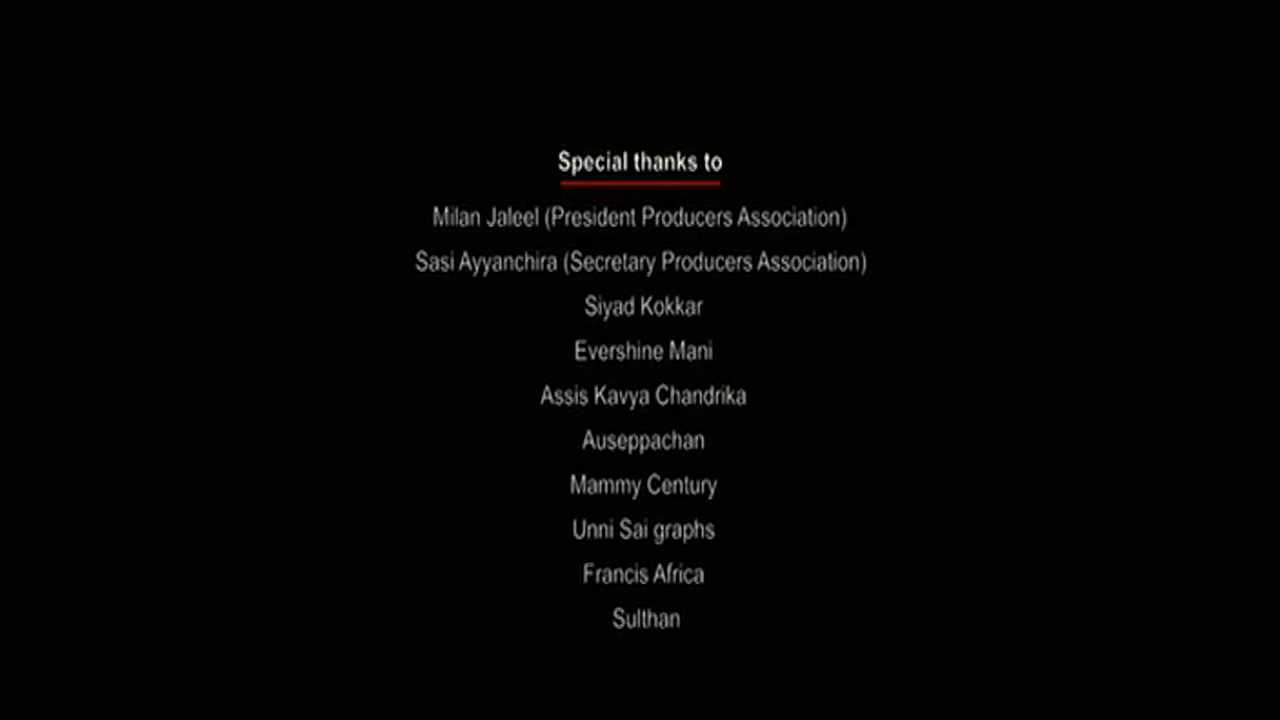 Special thanks to
Milan Jaleel (President Producers Association)
Sasi Ayyanchira (Secretary Producers Association)
Siyad Kokkar
Evershine Mani
Assis Kavya Chandrika
Auseppachan
Mammy Century
Unni Sai graphs
Francis Africa
Sulthan